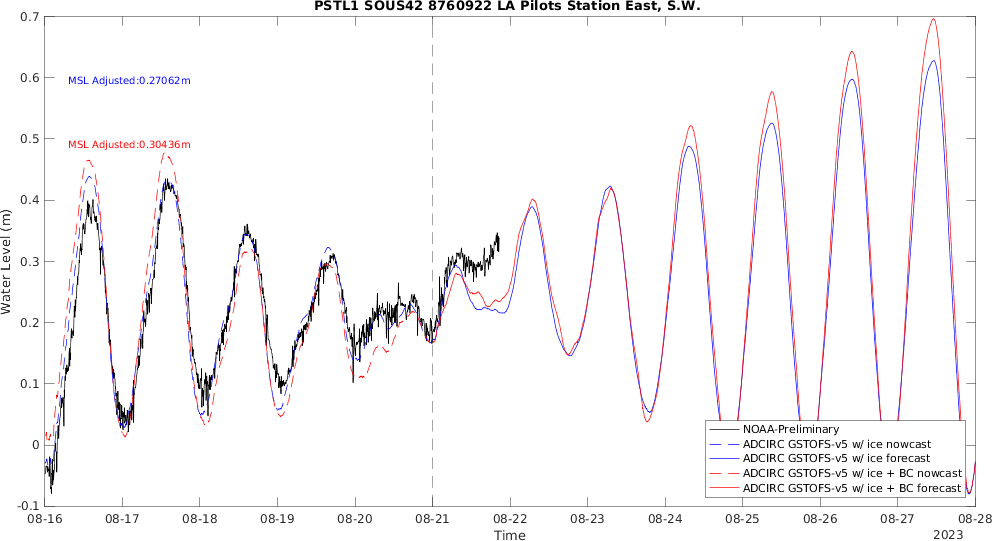 PSTL1 SOUS42 8760922 LA Pilots Station East, S.W.
0.7
0.6
0.5
0.4
0.3
0.2
0.1
0
-0.1
Water Level (m)
MSL Adjusted:0.27062m
MSL Adjusted:0.30436m
NOAA-Preliminary
ADCIRC GSTOFS-v5 w/ ice nowcast
ADCIRC GSTOFS-v5 w/ ice forecast
ADCIRC GSTOFS-v5 w/ ice + BC nowcast
ADCIRC GSTOFS-v5 w/ ice + BC forecast
08-16 08-17 08-18 08-19 08-20 08-21 08-22 08-23 08-24 08-25 08-26 08-27 08-28
Time
2023